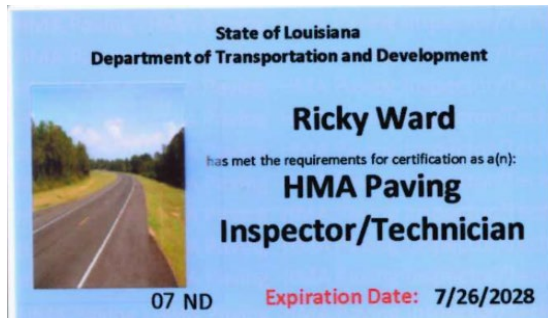 State of Louisiana
Department of Transportation and Development
Ricky Ward
has met the requirements for certification as a(n):
HMA Paving
Inspector/Technician
07 ND
Expiration Date: 7/26/2028